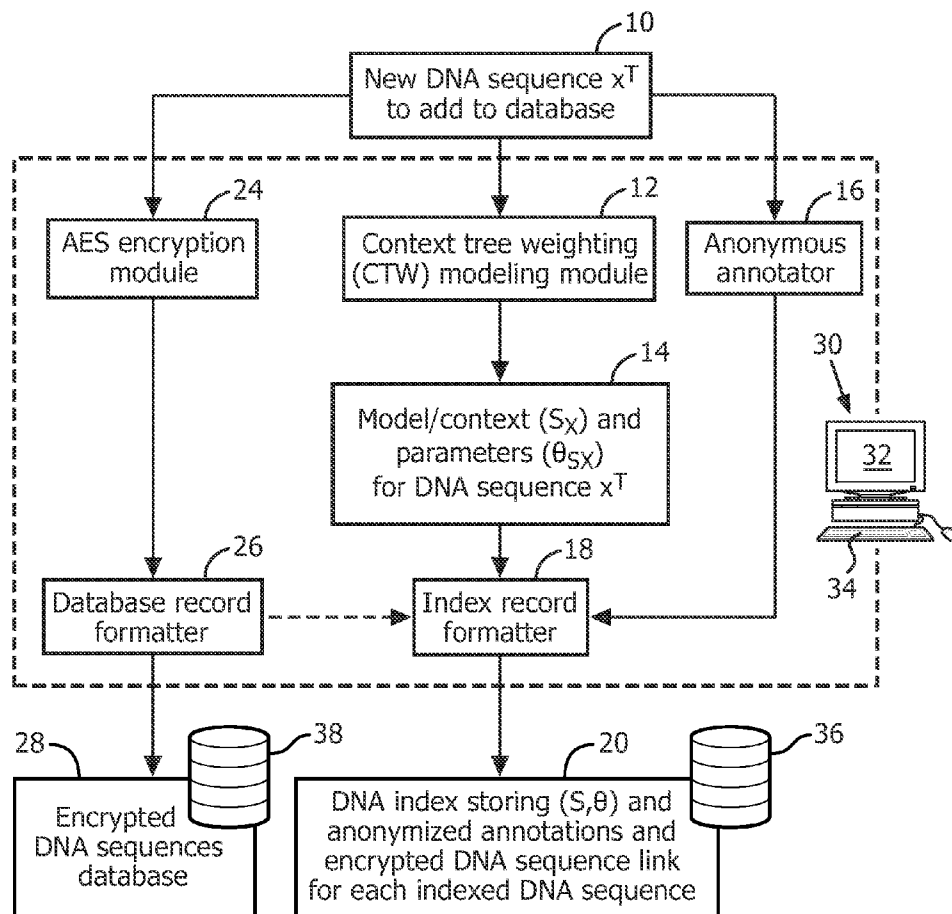 10
New DNA sequence x^T
to add to database
24
AES encryption
module
12
Context tree weighting
(CTW) modeling module
16
Anonymous
annotator
14
Model/context (S_X) and
parameters (θ_SX)
for DNA sequence x^T
30
32
34
26
Database record
formatter
18
Index record
formatter
28
38
Encrypted
DNA sequences
database
20
36
DNA index storing (S,θ) and
anonymized annotations and
encrypted DNA sequence link
for each indexed DNA sequence